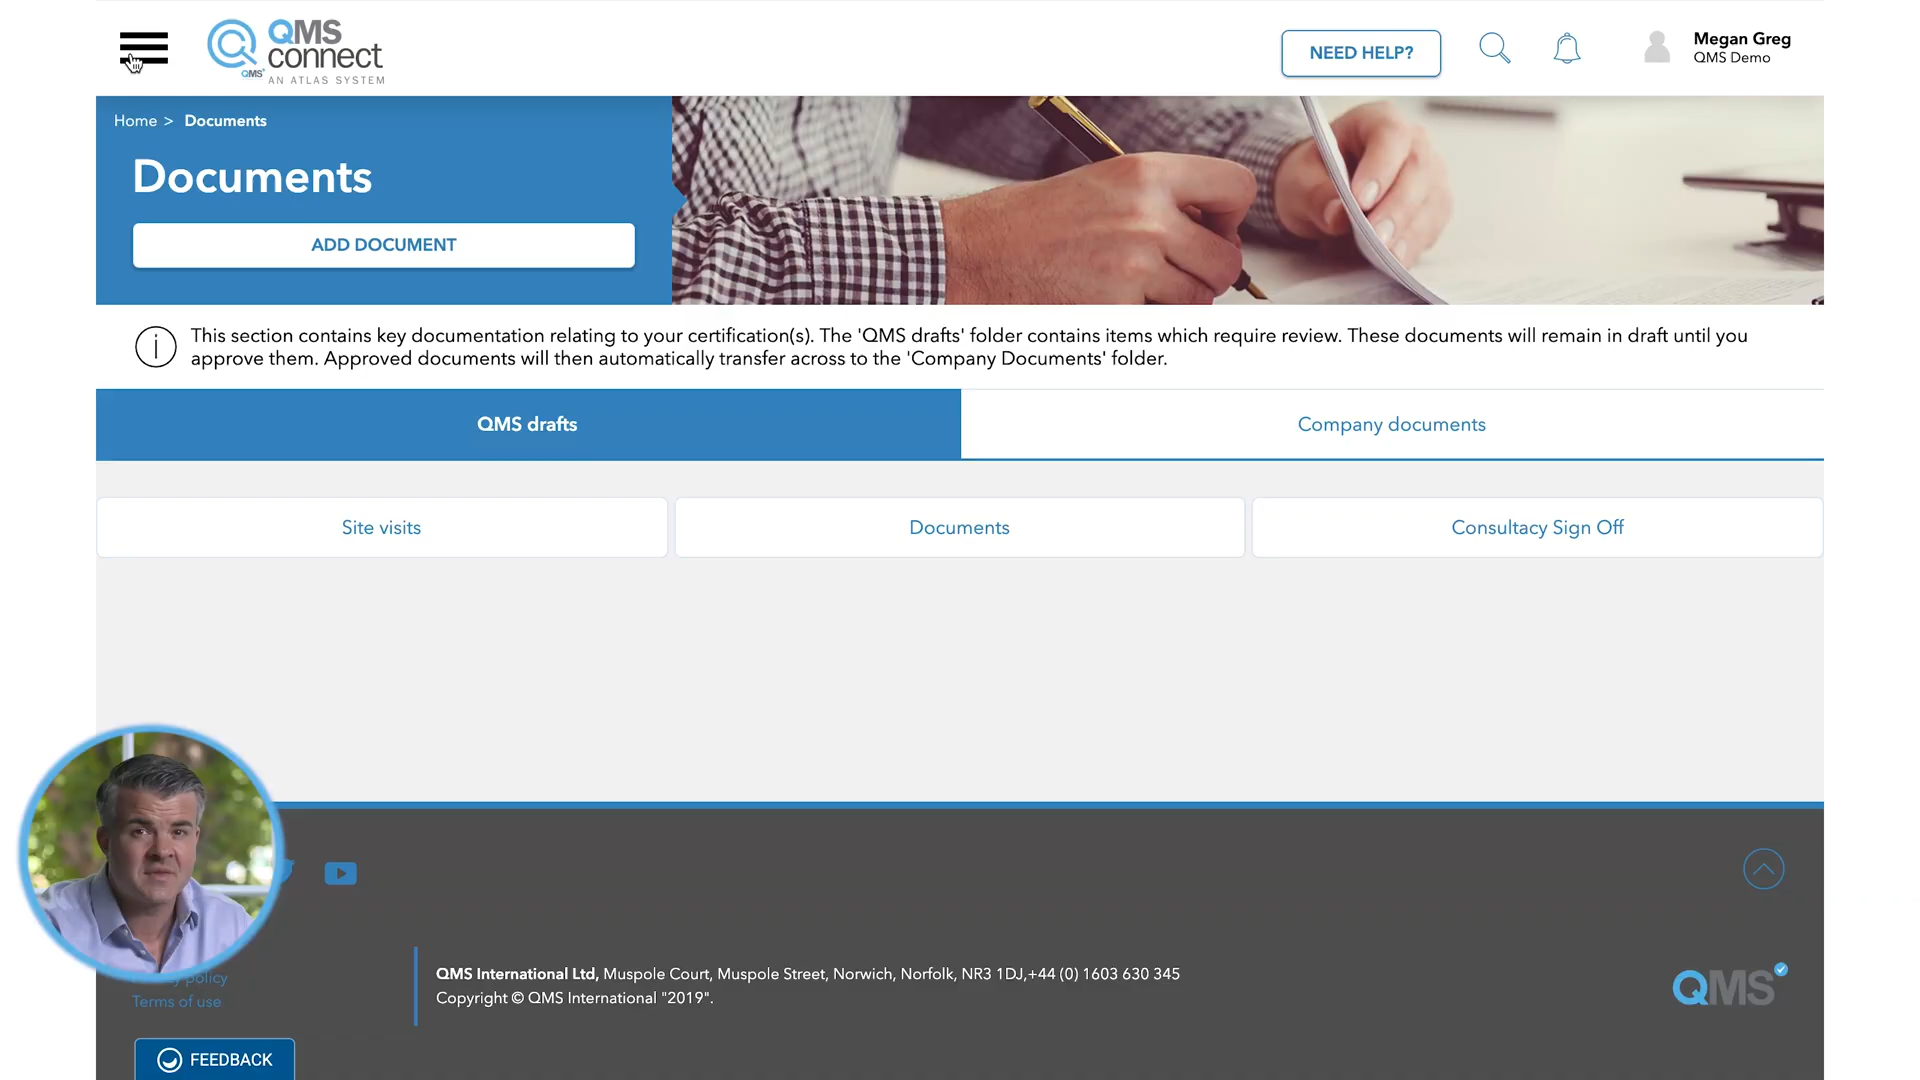 QMS
connect
QMS
AN ATLAS SYSTEM
NEED HELP?
Megan Greg
QMS Demo
Home > Documents
Documents
ADD DOCUMENT
This section contains key documentation relating to your certification(s). The 'QMS drafts' folder contains items which require review. These documents will remain in draft until you
approve them. Approved documents will then automatically transfer across to the 'Company Documents' folder.
QMS drafts
Company documents
Site visits
Documents
Consultacy Sign Off
policy
Terms of use
QMS International Ltd, Muspole Court, Muspole Street, Norwich, Norfolk, NR3 1DJ,+44 (0) 1603 630 345
Copyright © QMS International "2019".
QMS
FEEDBACK